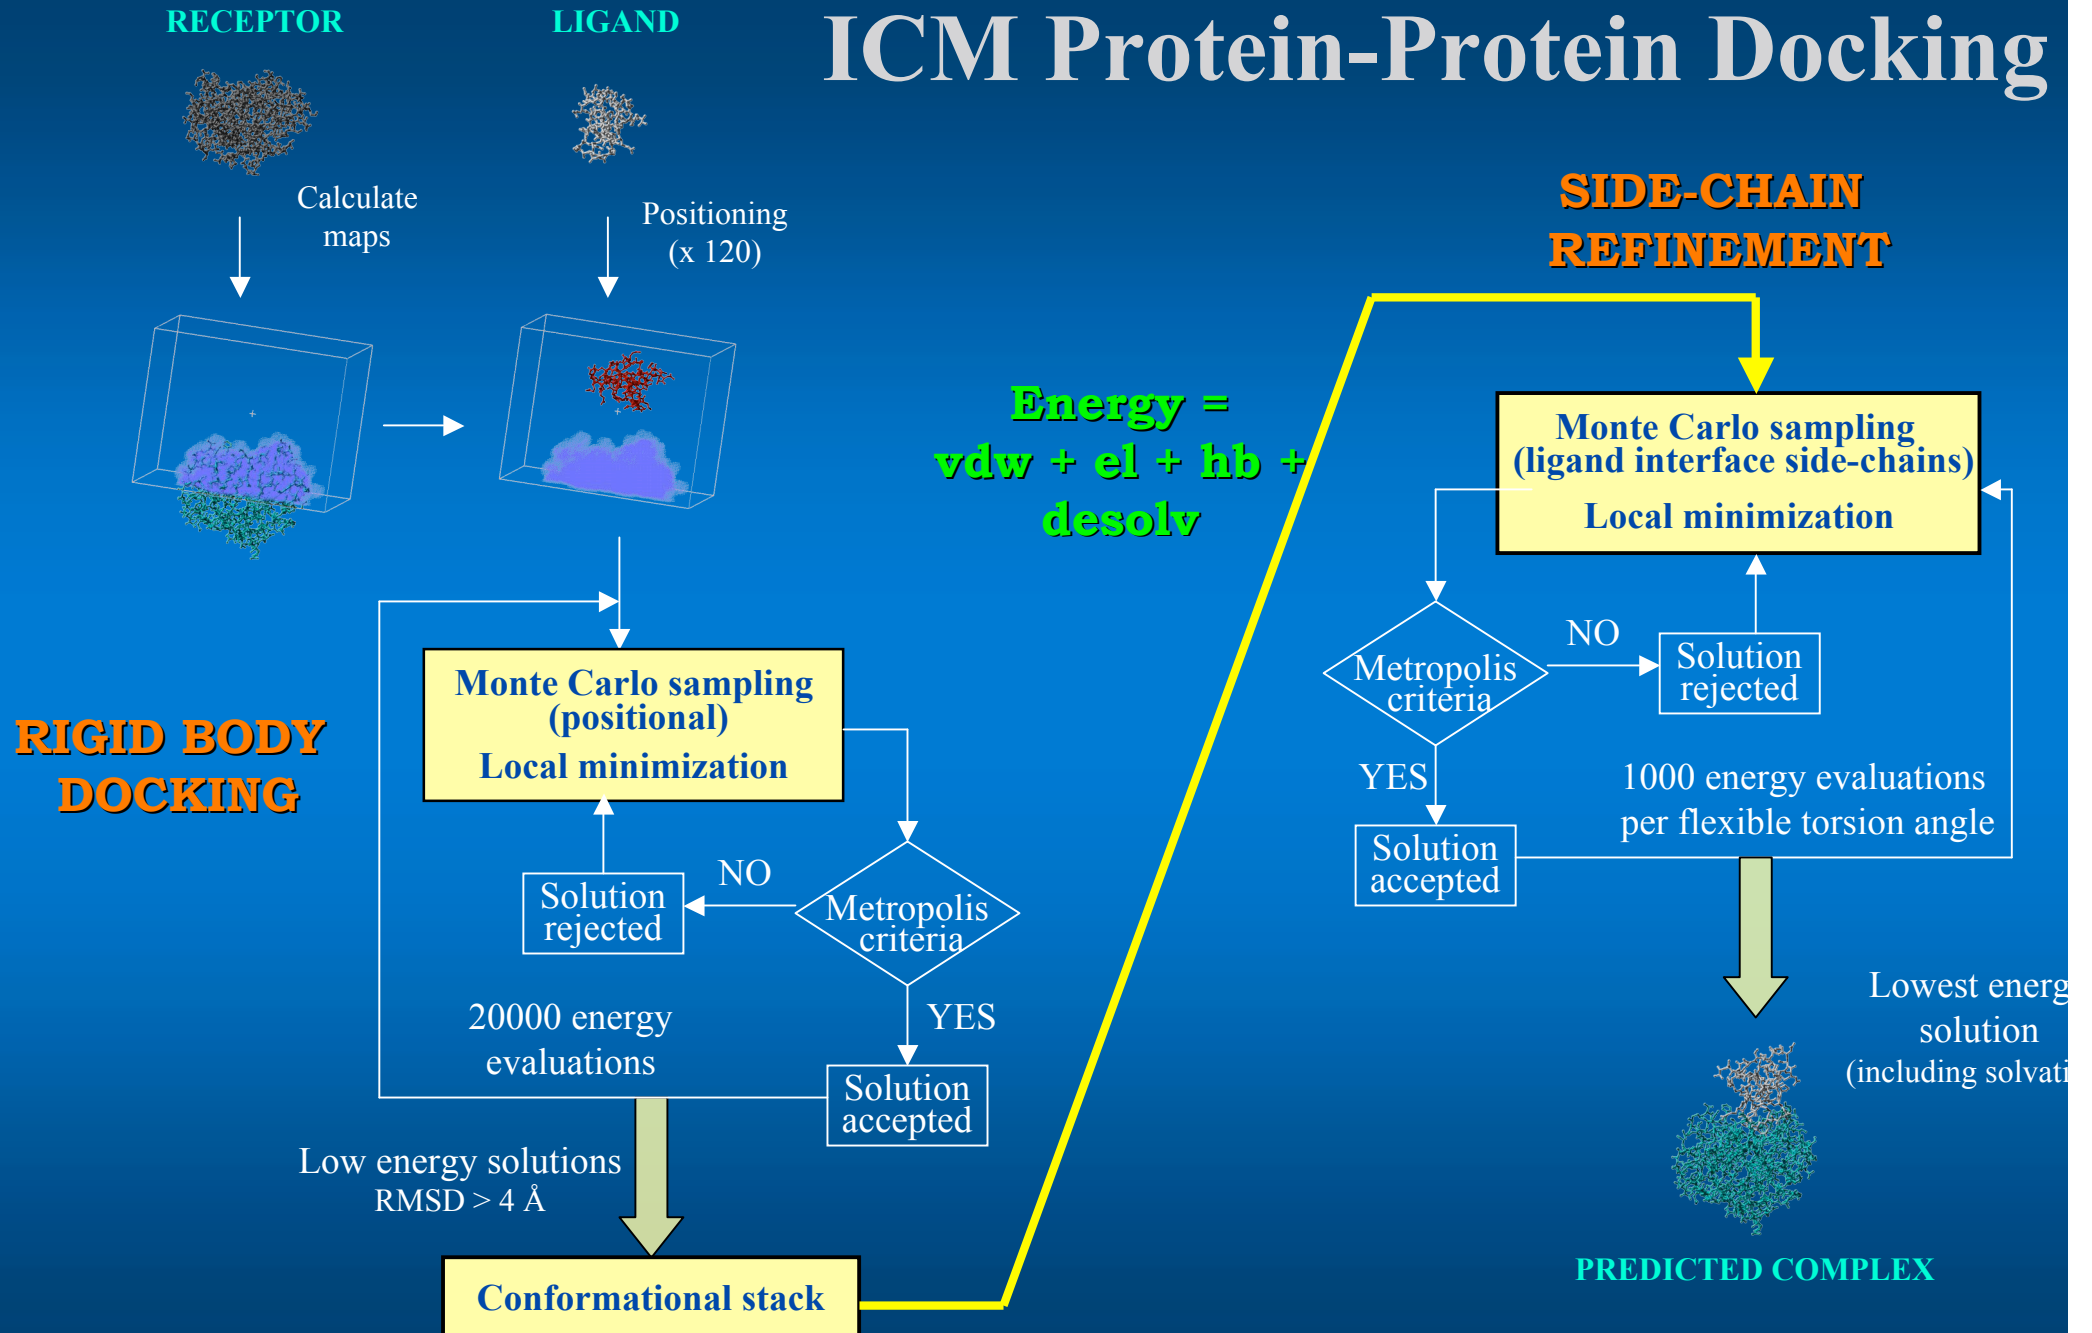 RECEPTOR
LIGAND
ICM Protein-Protein Docking
Calculate
maps
Positioning
(x 120)
Energy =
vdw + el + hb +
desolv
RIGID BODY
DOCKING
Monte Carlo sampling
(positional)
Local minimization
NO
Solution
rejected
Metropolis
criteria
YES
20000 energy
evaluations
Solution
accepted
Low energy solutions
RMSD > 4 Å
Conformational stack
SIDE-CHAIN
REFINEMENT
Monte Carlo sampling
(ligand interface side-chains)
Local minimization
NO
Solution
rejected
Metropolis
criteria
YES
1000 energy evaluations
per flexible torsion angle
Solution
accepted
Lowest energ
solution
(including solvati
PREDICTED COMPLEX